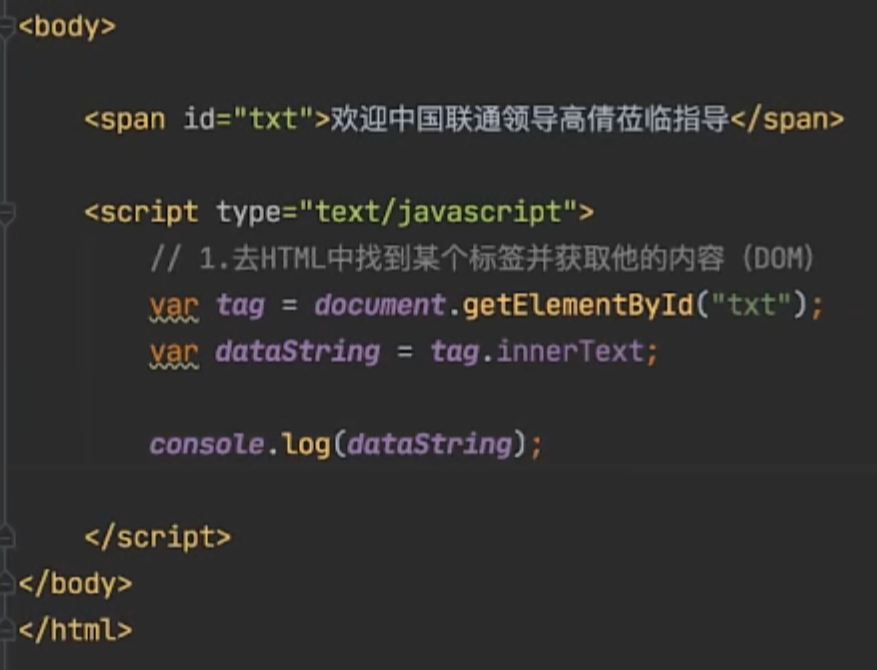 <body>
<span id="txt">欢迎中国联通领导高倩莅临指导</span>
<script type="text/javascript">
// 1.去HTML中找到某个标签并获取他的内容（DOM）
var tag = document.getElementById("txt");
var dataString = tag.innerText;
console.log(dataString);
</script>
</body>
</html>